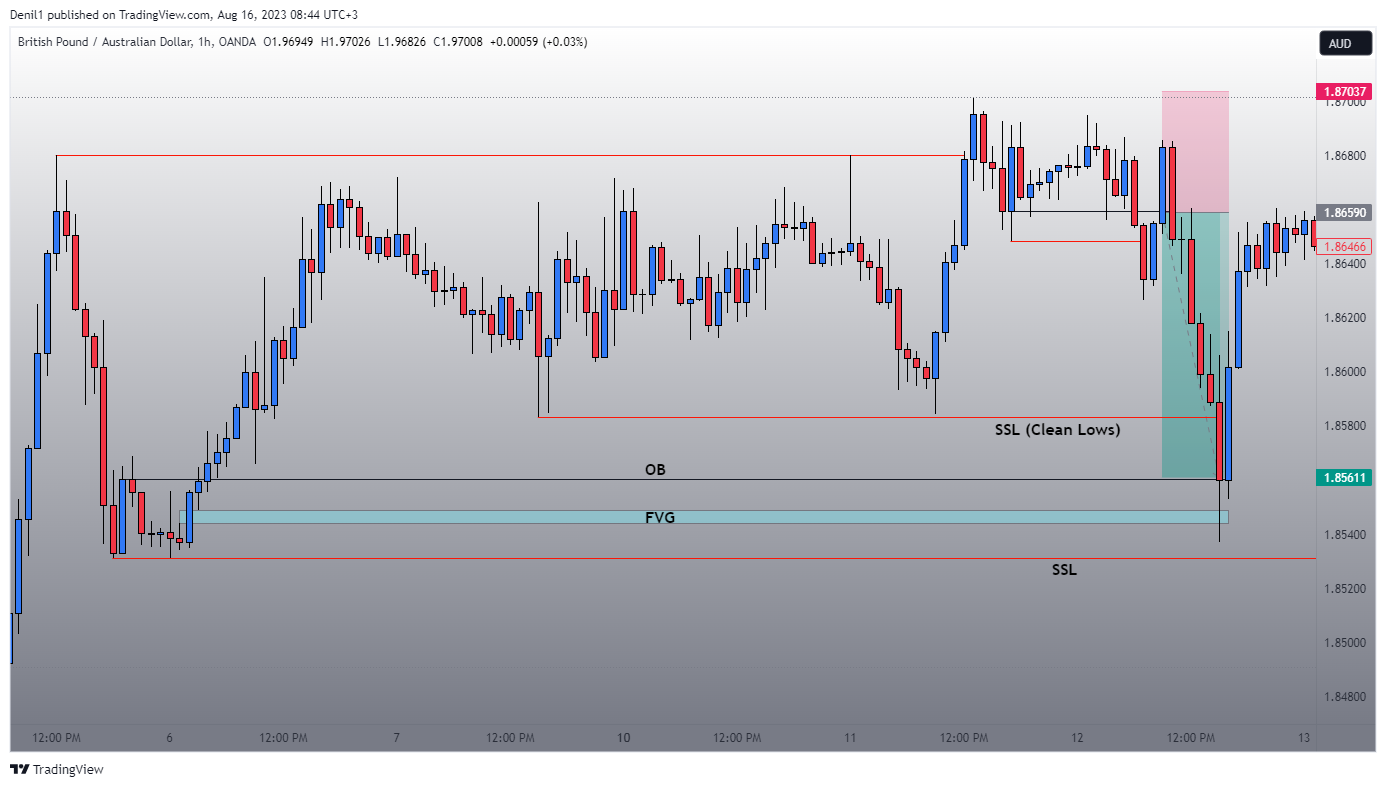 Denil1 published on TradingView.com, Aug 16, 2023 08:44 UTC+3
British Pound / Australian Dollar, 1h, OANDA O1.96949 H1.97026 L1.96826 C1.97008 +0.00059 (+0.03%)
AUD
1.87037
1.87000
1.86800
1.86590
1.86466
1.86400
1.86200
1.86000
1.85800
SSL (Clean Lows)
OB
1.85611
FVG
1.85400
SSL
1.85200
1.85000
1.84800
12:00 PM 6 12:00 PM 7 12:00 PM 10 12:00 PM 11 12:00 PM 12 12:00 PM 13
TradingView